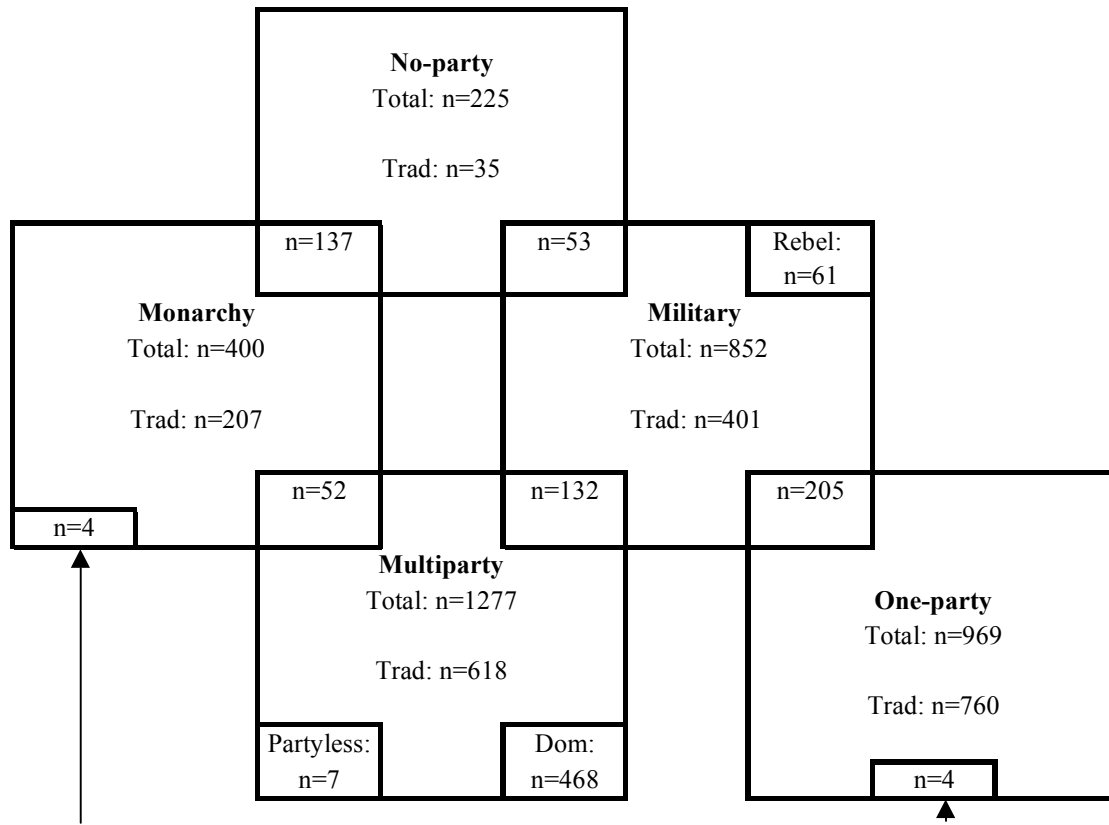 No-party
Total: n=225
Trad: n=35
n=137
n=53
Rebel:
n=61
Monarchy
Total: n=400
Trad: n=207
Military
Total: n=852
Trad: n=401
n=52
n=132
n=205
n=4
Multiparty
Total: n=1277
Trad: n=618
One-party
Total: n=969
Trad: n=760
Partyless:
n=7
Dom:
n=468
n=4